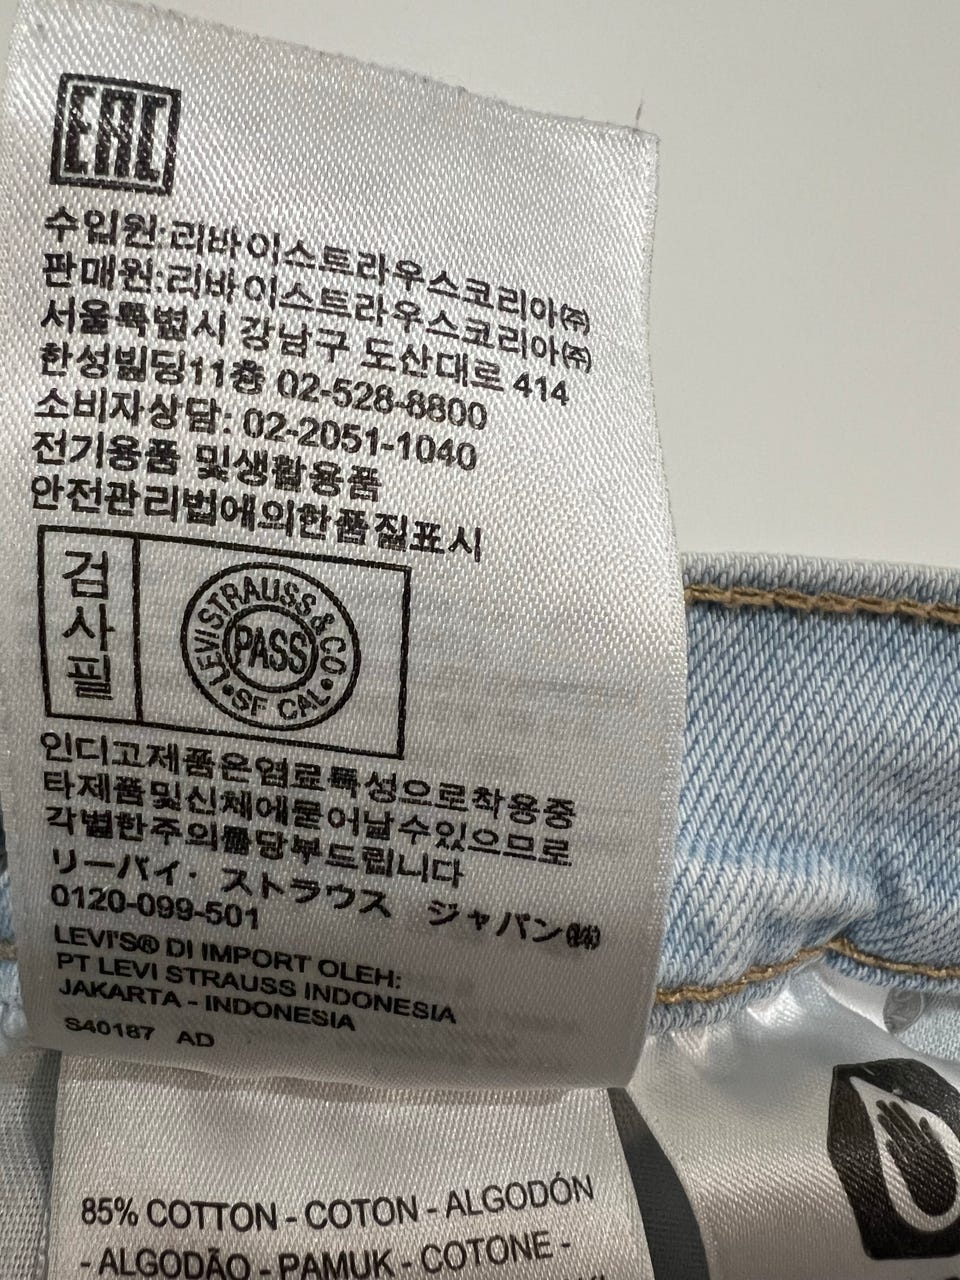 EAC
수입원:리바이스트라우스코리아㈜
판매원:리바이스트라우스코리아㈜
서울특별시 강남구 도산대로 414
한성빌딩11층 02-528-8800
소비자상담: 02-2051-1040
전기용품 및생활용품
안전관리법에의한품질표시
검사필
LEVI STRAUSS & CO
PASS
•SF CAL•
인디고제품은염료특성으로착용중
타제품및신체에묻어날수있으므로
각별한주의를당부드립니다
リーバイ・ストラウス ジャパン㈱
0120-099-501
LEVI'S® DI IMPORT OLEH:
PT LEVI STRAUSS INDONESIA
JAKARTA - INDONESIA
S40187 AD
85% COTTON - COTON - ALGODÓN
- ALGODÃO - PAMUK - COTONE -